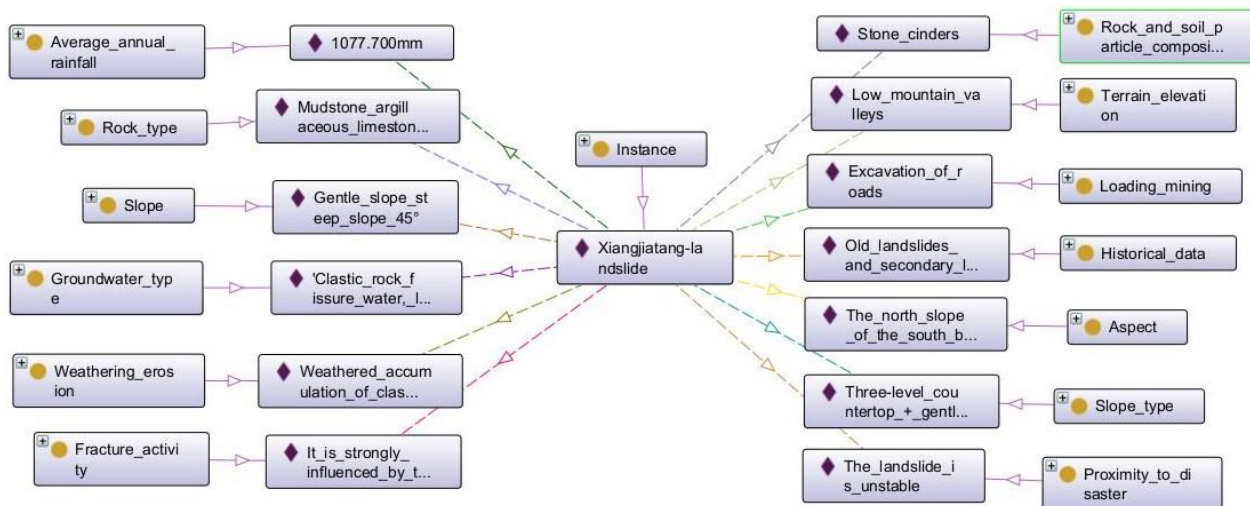 Average_annual_
rainfall
1077.700mm
Rock_type
Mudstone_argill
aceous_limeston...
Slope
Gentle_slope_st
eep_slope_45°
Groundwater_typ
e
'Clastic_rock_f
issure_water,_l...
Weathering_eros
ion
Weathered_accum
ulation_of_clas...
Fracture_activi
ty
It_is_strongly_
influenced_by_t...
Instance
Xiangjiatang-la
ndslide
Stone_cinders
Rock_and_soil_p
article_composi...
Low_mountain_va
lleys
Terrain_elevati
on
Excavation_of_r
oads
Loading_mining
Old_landslides_
and_secondary_l...
Historical_data
The_north_slope
_of_the_south_b...
Aspect
Three-level_cou
ntertop_+_gentl...
Slope_type
The_landslide_i
s_unstable
Proximity_to_di
saster